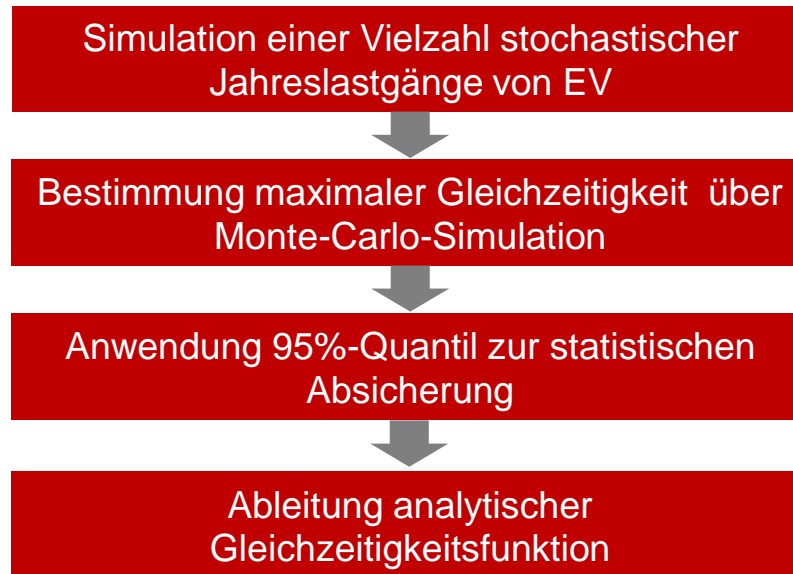 Simulation einer Vielzahl stochastischer
Jahreslastgänge von EV
Bestimmung maximaler Gleichzeitigkeit über
Monte-Carlo-Simulation
Anwendung 95%-Quantil zur statistischen
Absicherung
Ableitung analytischer
Gleichzeitigkeitsfunktion